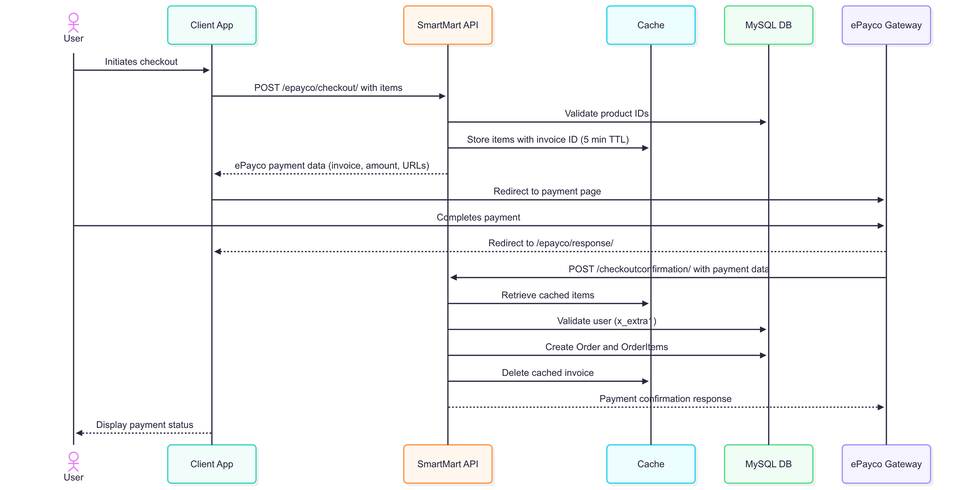 User
Client App
SmartMart API
Cache
MySQL DB
ePayco Gateway
Initiates checkout
POST /epayco/checkout/ with items
Validate product IDs
Store items with invoice ID (5 min TTL)
ePayco payment data (invoice, amount, URLs)
Redirect to payment page
Completes payment
Redirect to /epayco/response/
POST /checkoutconfirmation/ with payment data
Retrieve cached items
Validate user (x_extra1)
Create Order and OrderItems
Delete cached invoice
Payment confirmation response
Display payment status
User
Client App
SmartMart API
Cache
MySQL DB
ePayco Gateway